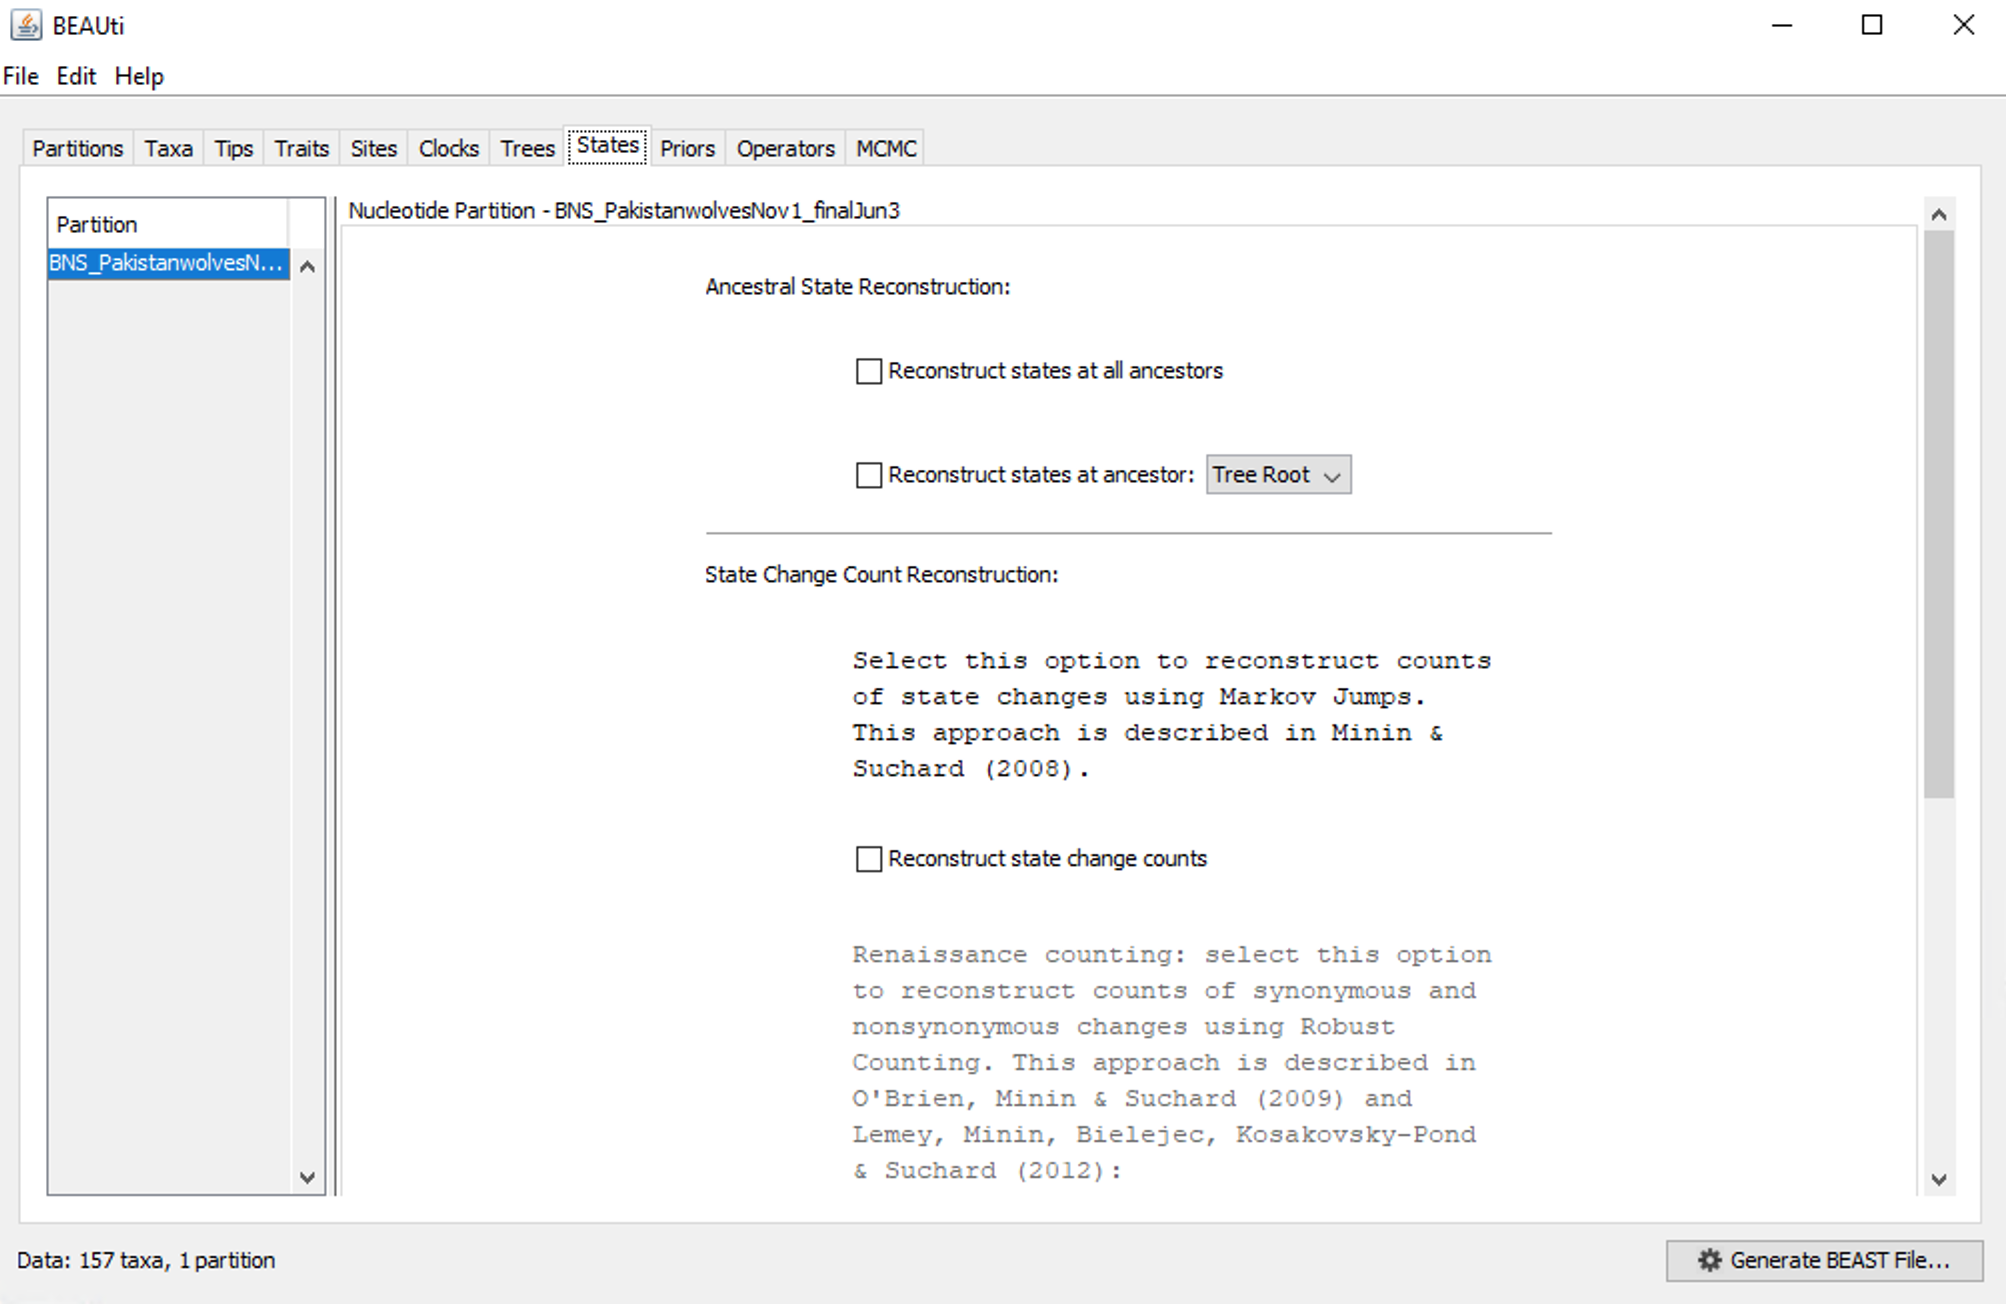 BEAUti
File Edit Help
Partitions Taxa Tips Traits Sites Clocks Trees States Priors Operators MCMC
Partition
BNS_PakistanwolvesN...
Nucleotide Partition - BNS_PakistanwolvesNov1_finalJun3
Ancestral State Reconstruction:
Reconstruct states at all ancestors
Reconstruct states at ancestor: Tree Root
State Change Count Reconstruction:
Select this option to reconstruct counts
of state changes using Markov Jumps.
This approach is described in Minin &
Suchard (2008).
Reconstruct state change counts
Renaissance counting: select this option
to reconstruct counts of synonymous and
nonsynonymous changes using Robust
Counting. This approach is described in
O'Brien, Minin & Suchard (2009) and
Lemey, Minin, Bielejec, Kosakovsky-Pond
& Suchard (2012):
Data: 157 taxa, 1 partition
Generate BEAST File...